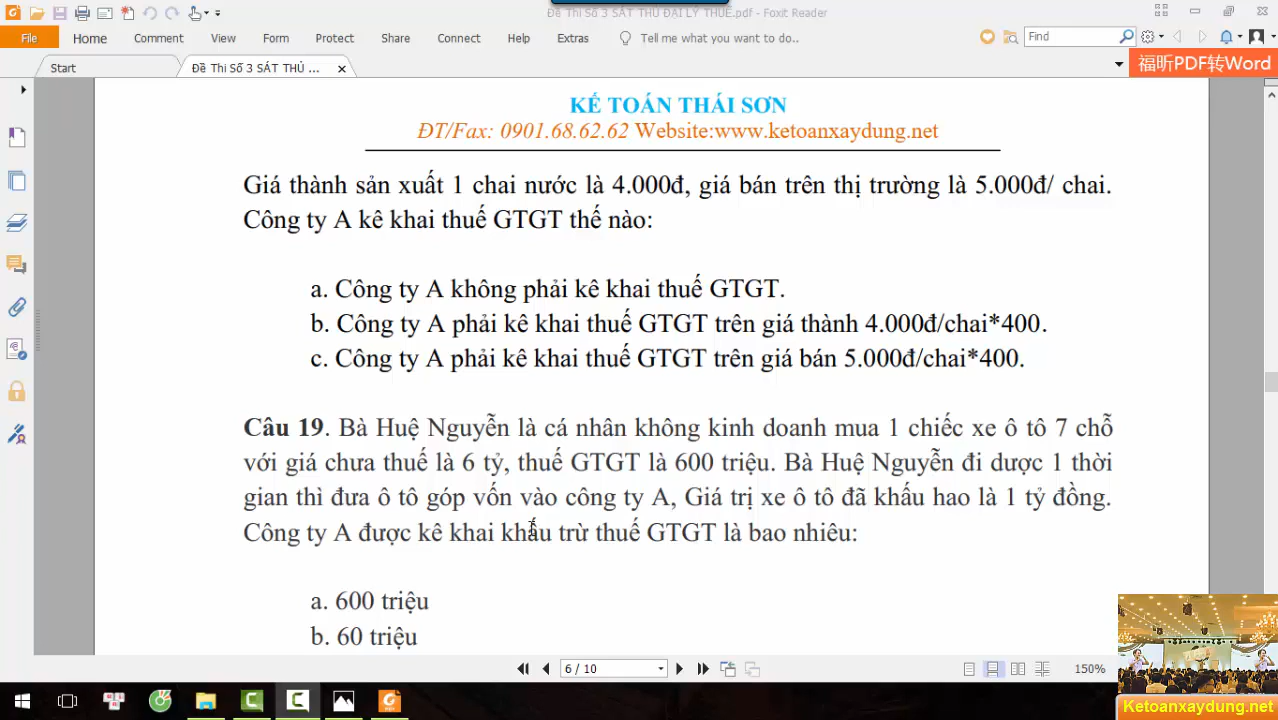 Đề Thi Số 3 SÁT THỦ ĐẠI LÝ THUẾ.pdf - Foxit Reader
File Home Comment View Form Protect Share Connect Help Extras Tell me what you want to do.. Find
Start Đề Thi Số 3 SÁT THỦ ... 福昕PDF转Word
KẾ TOÁN THÁI SƠN
ĐT/Fax: 0901.68.62.62 Website:www.ketoanxaydung.net
Giá thành sản xuất 1 chai nước là 4.000đ, giá bán trên thị trường là 5.000đ/ chai.
Công ty A kê khai thuế GTGT thế nào:
a. Công ty A không phải kê khai thuế GTGT.
b. Công ty A phải kê khai thuế GTGT trên giá thành 4.000đ/chai*400.
c. Công ty A phải kê khai thuế GTGT trên giá bán 5.000đ/chai*400.
Câu 19. Bà Huệ Nguyễn là cá nhân không kinh doanh mua 1 chiếc xe ô tô 7 chỗ
với giá chưa thuế là 6 tỷ, thuế GTGT là 600 triệu. Bà Huệ Nguyễn đi dược 1 thời
gian thì đưa ô tô góp vốn vào công ty A, Giá trị xe ô tô đã khấu hao là 1 tỷ đồng.
Công ty A được kê khai khấu trừ thuế GTGT là bao nhiêu:
a. 600 triệu
b. 60 triệu
6 / 10 150%
Ketoanxaydung.net